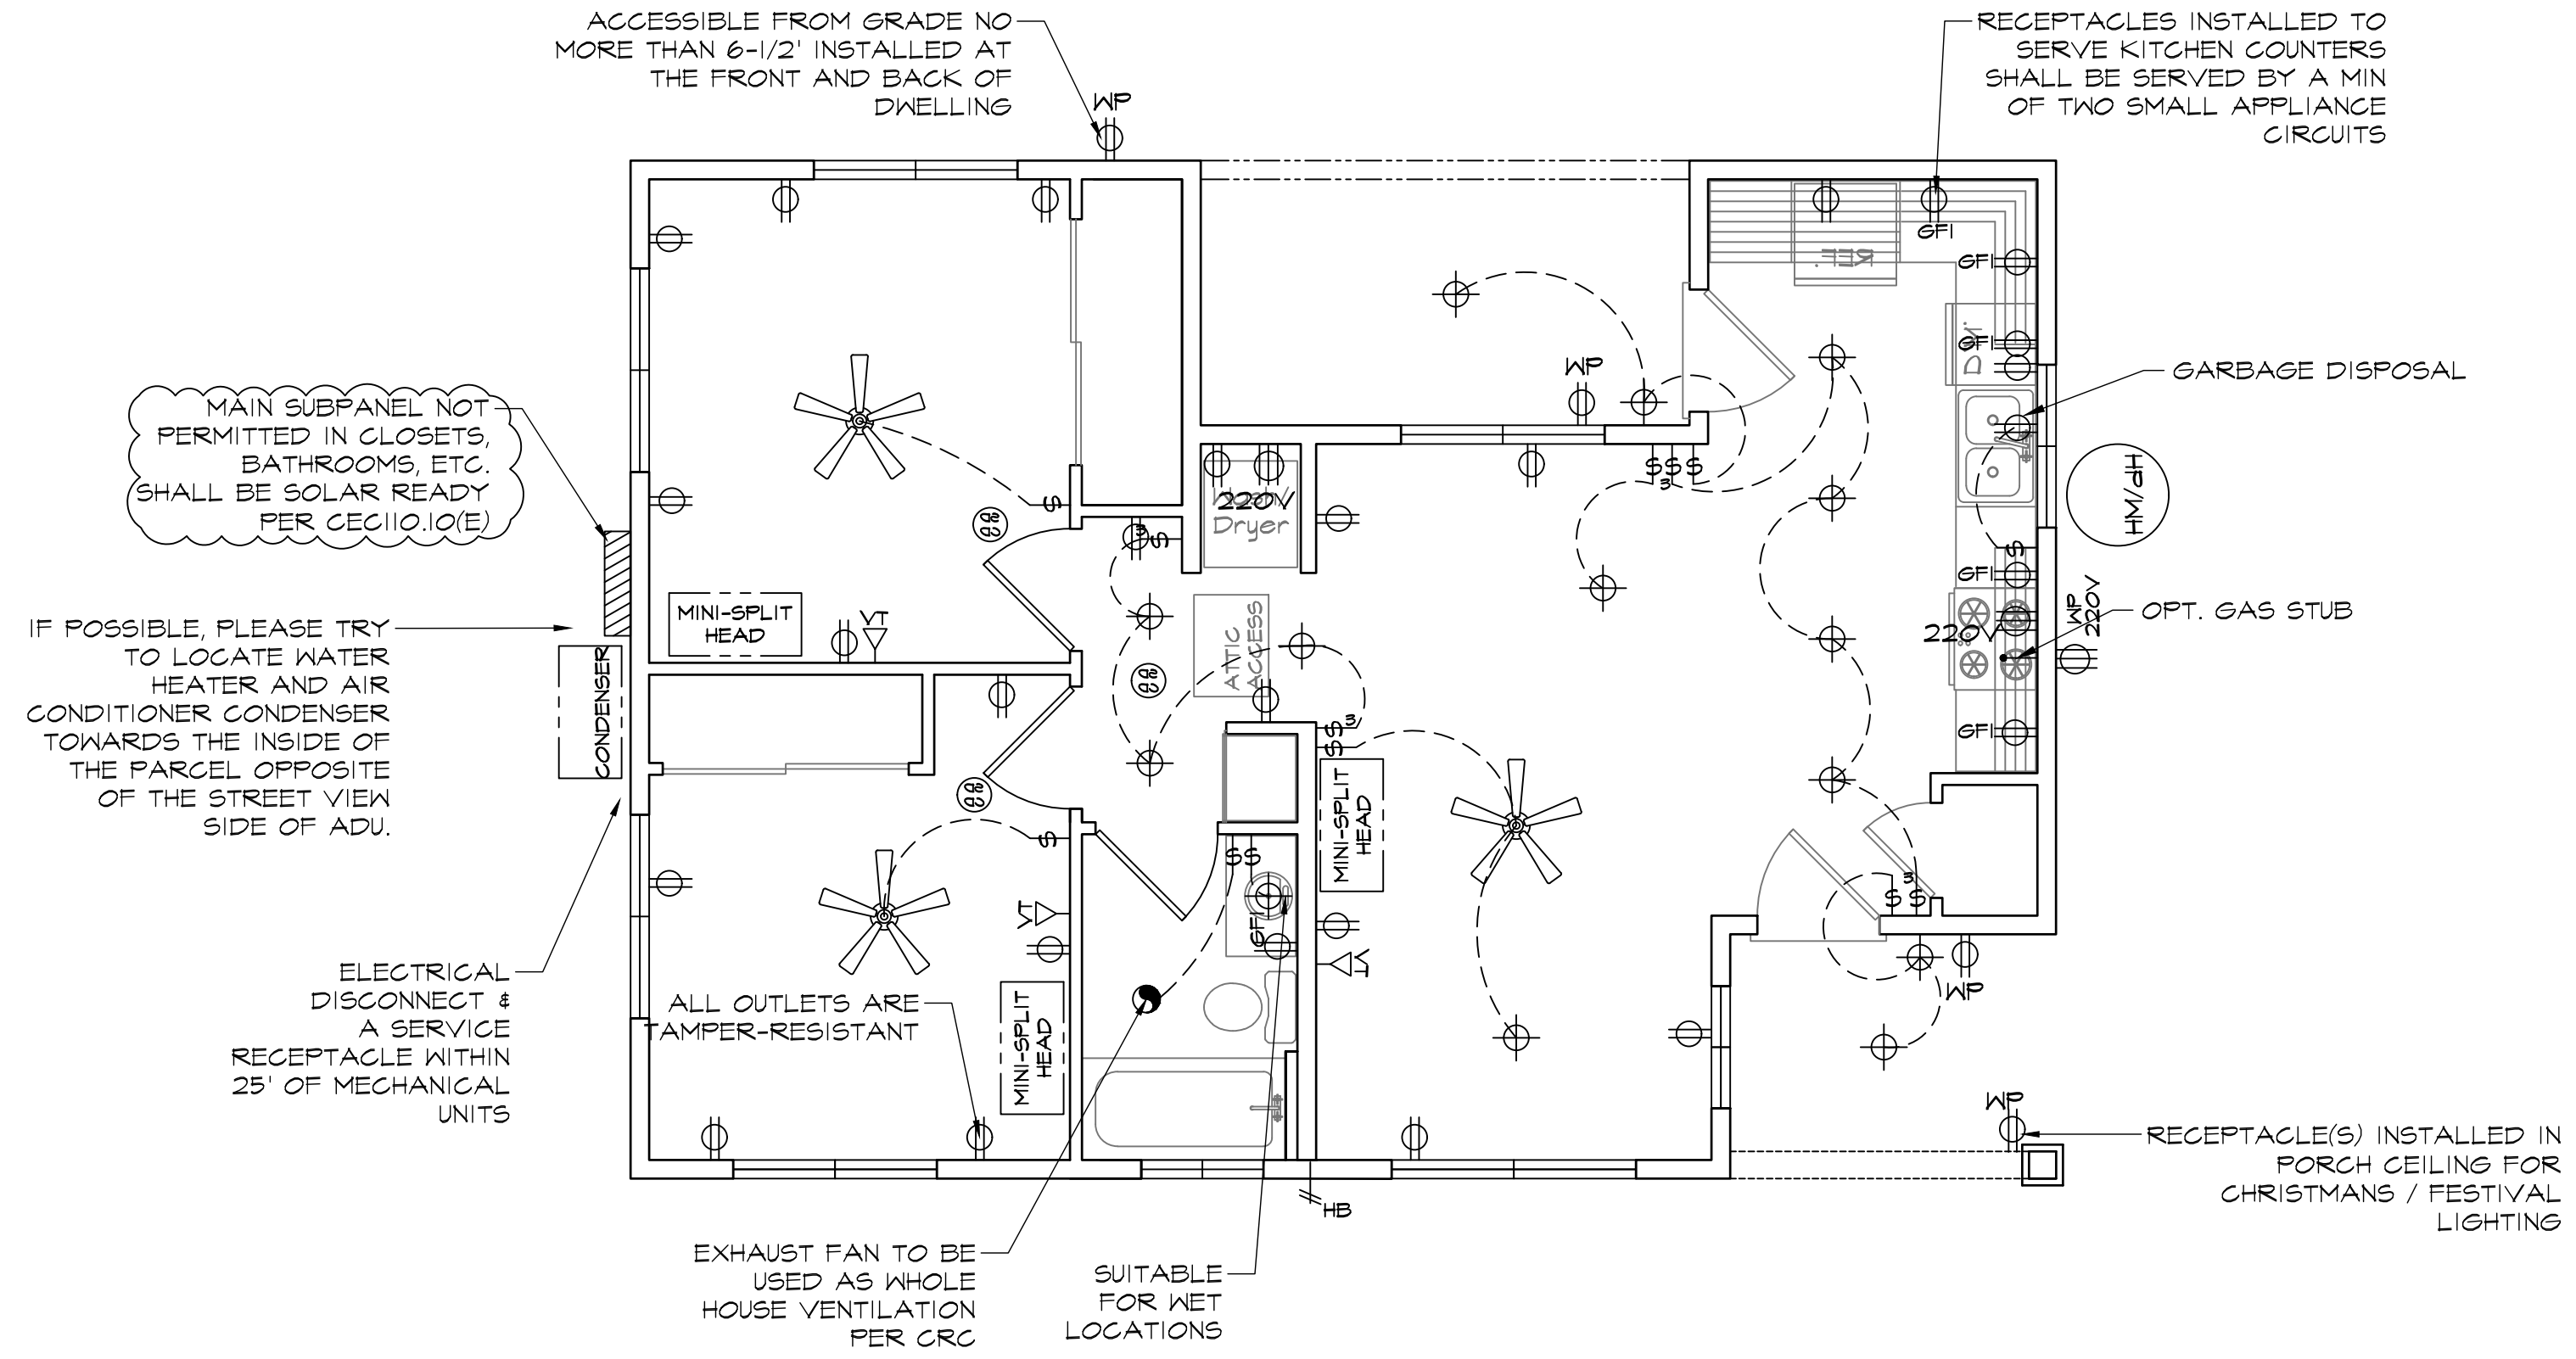 ACCESSIBLE FROM GRADE NO
MORE THAN 6-1/2' INSTALLED AT
THE FRONT AND BACK OF
DWELLING
WP
RECEPTACLES INSTALLED TO
SERVE KITCHEN COUNTERS
SHALL BE SERVED BY A MIN
OF TWO SMALL APPLIANCE
CIRCUITS
GFI
REF.
GFI
GFI
D.W.
GARBAGE DISPOSAL
WP
MAIN SUBPANEL NOT
PERMITTED IN CLOSETS,
BATHROOMS, ETC.
SHALL BE SOLAR READY
PER CEC110.10(E)
S
S S S
3
220V
Wash/
Dryer
HM/dH
3
S
S
GFI
WP
220V
OPT. GAS STUB
220V
MINI-SPLIT
HEAD
VT
ATTIC
ACCESS
IF POSSIBLE, PLEASE TRY
TO LOCATE WATER
HEATER AND AIR
CONDITIONER CONDENSER
TOWARDS THE INSIDE OF
THE PARCEL OPPOSITE
OF THE STREET VIEW
SIDE OF ADU.
CONDENSER
3
S
S
GFI
MINI-SPLIT
HEAD
S
S S
GFI
3
S S
VT
VT
WP
ELECTRICAL
DISCONNECT &
A SERVICE
RECEPTACLE WITHIN
25' OF MECHANICAL
UNITS
ALL OUTLETS ARE
TAMPER-RESISTANT
MINI-SPLIT
HEAD
WP
RECEPTACLE(S) INSTALLED IN
PORCH CEILING FOR
CHRISTMANS / FESTIVAL
LIGHTING
HB
EXHAUST FAN TO BE
USED AS WHOLE
HOUSE VENTILATION
PER CRC
SUITABLE
FOR WET
LOCATIONS